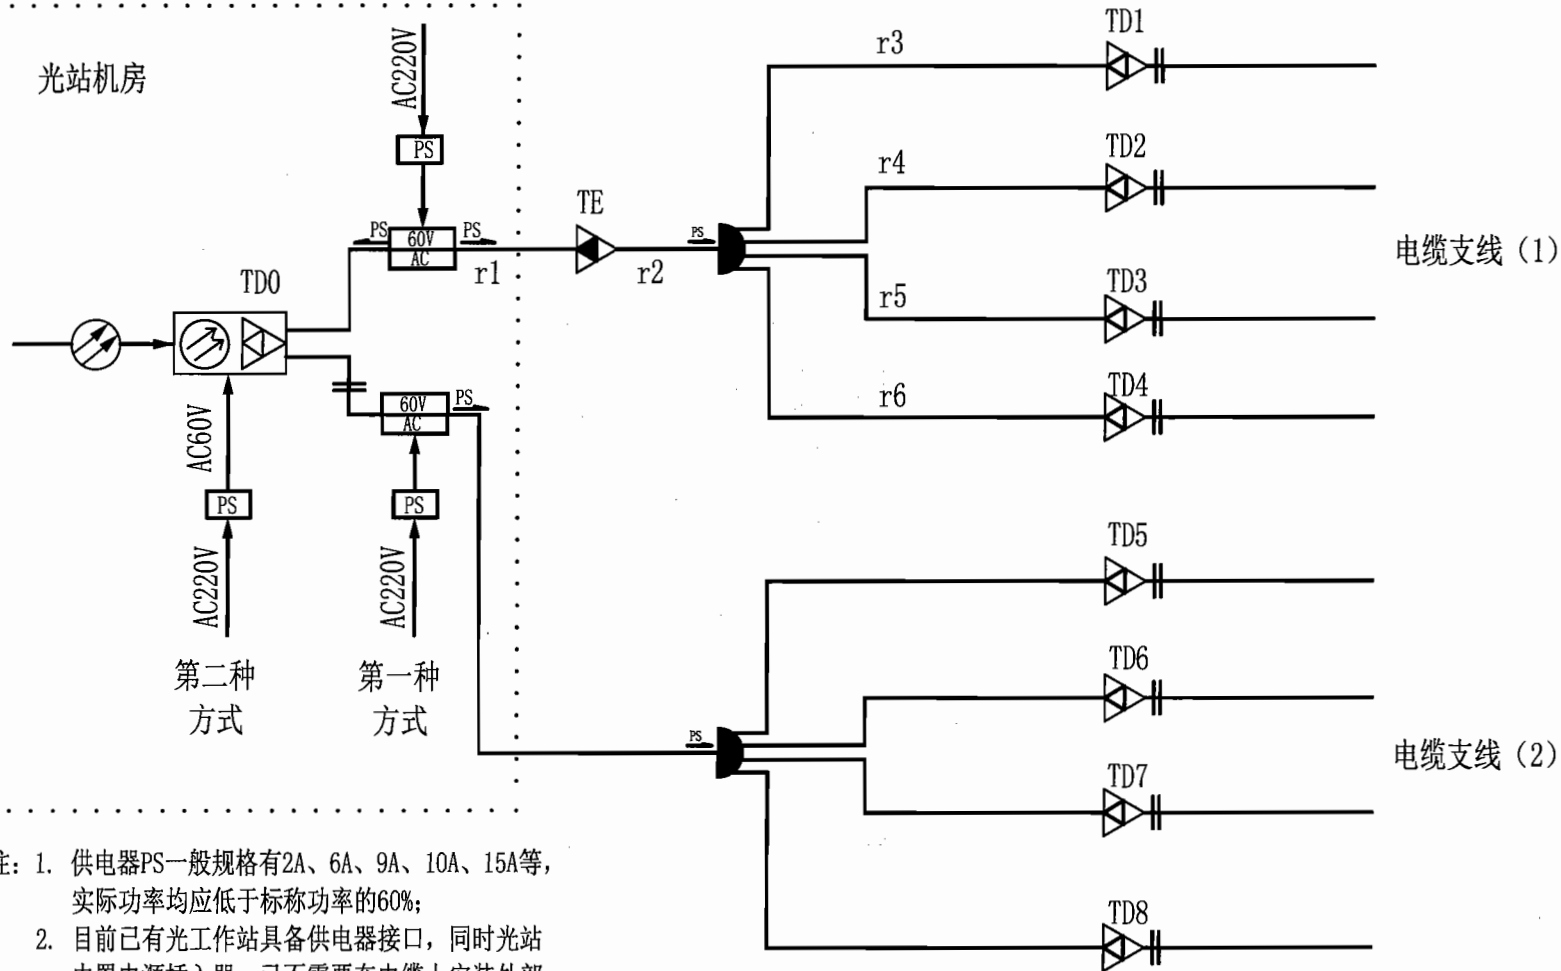 光站机房
AC220V
PS
PS
60V
AC
PS
r1
TE
r2
PS
r3
TD1
r4
TD2
r5
TD3
r6
TD4
电缆支线（1）
TD0
60V
AC
PS
AC60V
PS
AC220V
第二种
方式
PS
AC220V
第一种
方式
PS
TD5
TD6
TD7
TD8
电缆支线（2）
注：1. 供电器PS一般规格有2A、6A、9A、10A、15A等，
实际功率均应低于标称功率的60%；
2. 目前已有光工作站具备供电器接口，同时光站